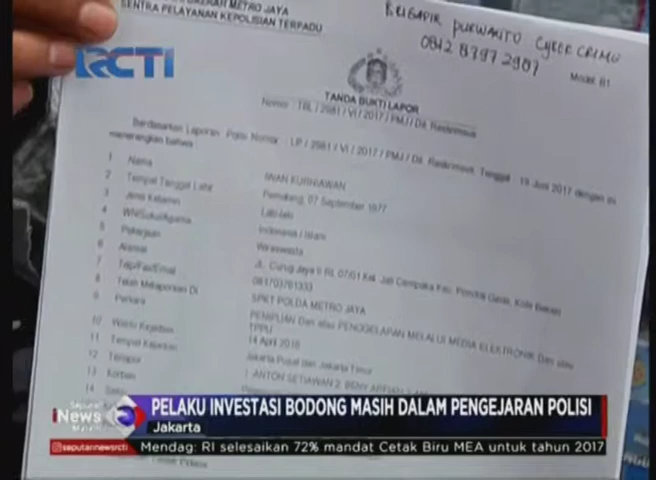 METRO JAYA
SENTRA PELAYANAN KEPOLISIAN TERPADU
BRIGADIR PURWANTO CYBER CRIME
0812 8797 2907
Model: B1
RCTI
TANDA BUKTI LAPOR
Nomor : TBL / 2981 / VI / 2017 / PMJ / Dit. Reskrimsus
Berdasarkan Laporan Polisi Nomor : LP / 2981 / VI / 2017 / PMJ / Dit. Reskrimsus, Tanggal : 19 Juni 2017 dengan ini
menerangkan bahwa :
1 Nama IWAN KURNIAWAN
2 Tempat Tanggal Lahir Pemalang, 07 September 1977
3 Jenis Kelamin Laki-laki
4 WN/Suku/Agama Indonesia / Islam
5 Pekerjaan Wiraswasta
6 Alamat JL. Curug Jaya II Rt. 07/01 Kel. Jati Cempaka Kec. Pondok Gede, Kota Bekasi
7 Telp/Fax/Email 081703761333
8 Telah Melaporkan Di SPKT POLDA METRO JAYA
9 Perkara PENIPUAN Dan atau PENGGELAPAN MELALUI MEDIA ELEKTRONIK Dan atau
TPPU
10 Waktu Kejadian 14 April 2016
11 Tempat Kejadian Jakarta Pusat dan Jakarta Timur
12 Terlapor
13 Korban 1. ANTON SETIAWAN 2. BENY
14
Seputar
iNews
PELAKU INVESTASI BODONG MASIH DALAM PENGEJARAN POLISI
Jakarta
seputarinewsrcti
Mendag: RI selesaikan 72% mandat Cetak Biru MEA untuk tahun 2017